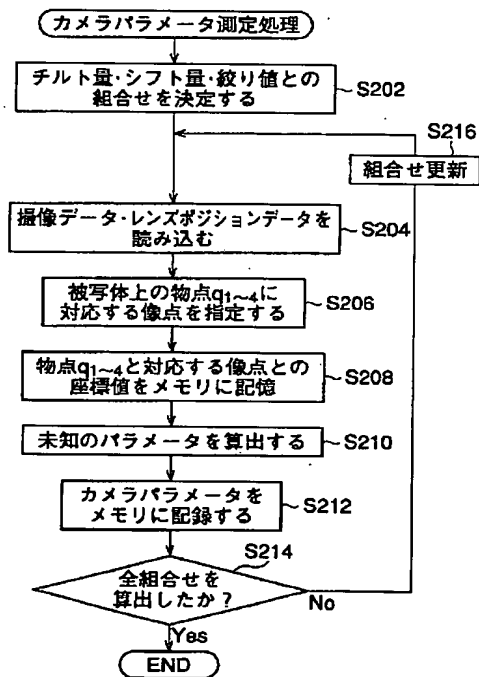 カメラパラメータ測定処理
チルト量・シフト量・絞り値との
組合せを決定する
S202
S216
組合せ更新
撮像データ・レンズポジションデータを
読み込む
S204
被写体上の物点q1~4に
対応する像点を指定する
S206
物点q1~4と対応する像点との
座標値をメモリに記憶
S208
未知のパラメータを算出する
S210
カメラパラメータを
メモリに記録する
S212
S214
全組合せを
算出したか？
No
Yes
END